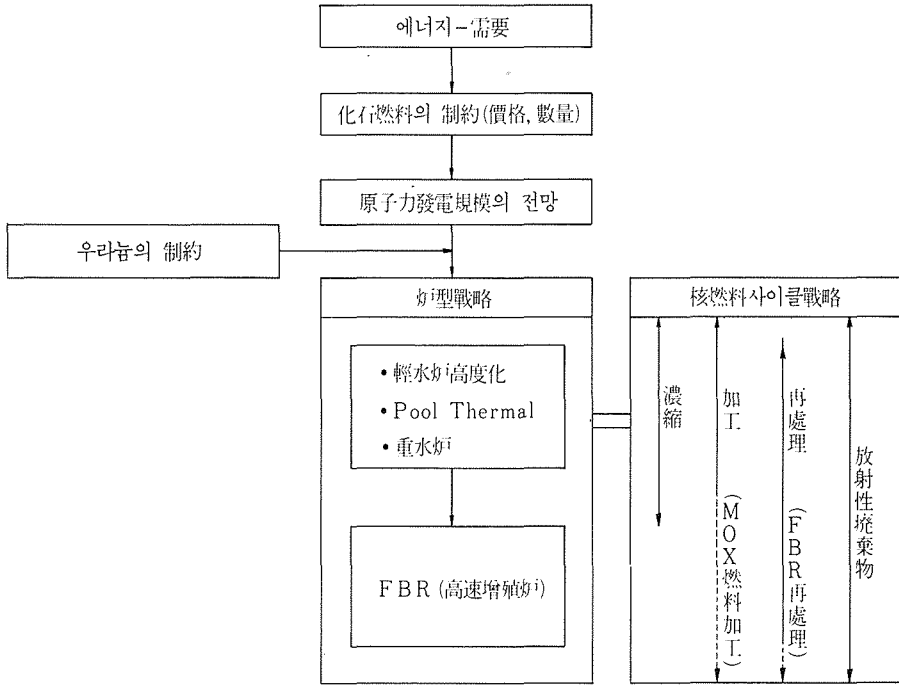 에너지-需要
化石燃料의 制約(價格, 數量)
原子力發電規模의 전망
우라늄의 制約
炉型戰略
• 輕水炉高度化
• Pool Thermal
• 重水炉
FBR (高速增殖炉)
核燃料사이클戰略
濃縮
加工 (MOX燃料加工)
再處理 (FBR再處理)
放射性廃棄物